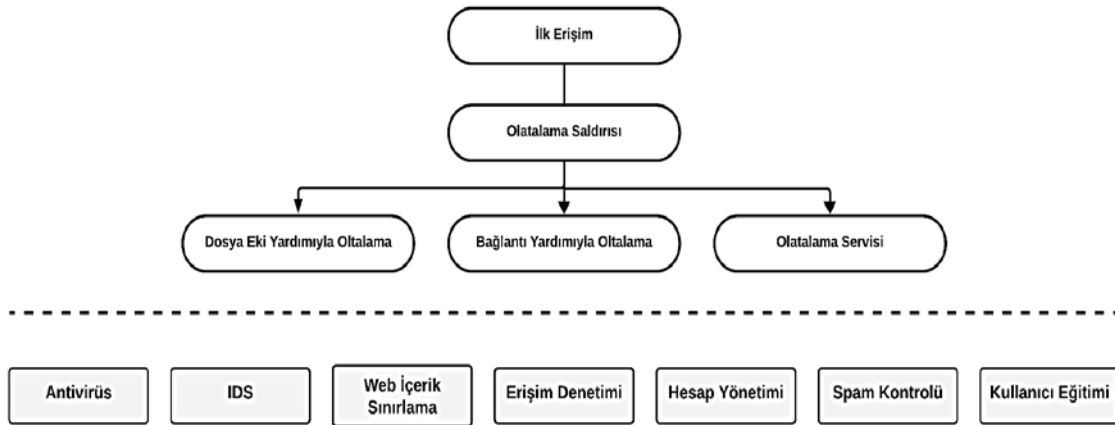 İlk Erişim
Olatalama Saldırısı
Dosya Eki Yardımıyla Oltalama
Bağlantı Yardımıyla Oltalama
Olatalama Servisi
Antivirüs
IDS
Web İçerik
Sınırlama
Erişim Denetimi
Hesap Yönetimi
Spam Kontrolü
Kullanıcı Eğitimi